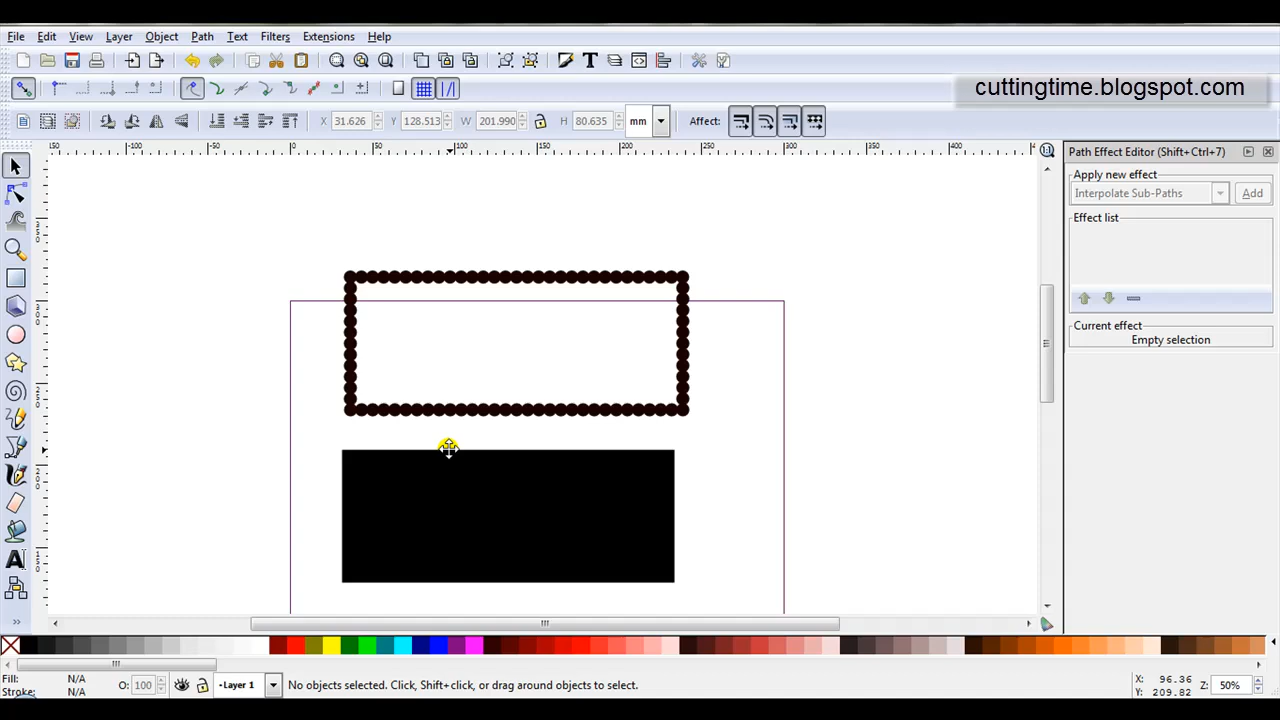 File Edit View Layer Object Path Text Filters Extensions Help
cuttingtime.blogspot.com
X 31.626 Y 128.513 W 201.990 H 80.635 mm Affect:
Path Effect Editor (Shift+Ctrl+7)
Apply new effect
Interpolate Sub-Paths Add
Effect list
Current effect
Empty selection
Fill: N/A
Stroke: N/A
O: 100
Layer 1
No objects selected. Click, Shift+click, or drag around objects to select.
X: 96.36
Y: 209.82
Z: 50%